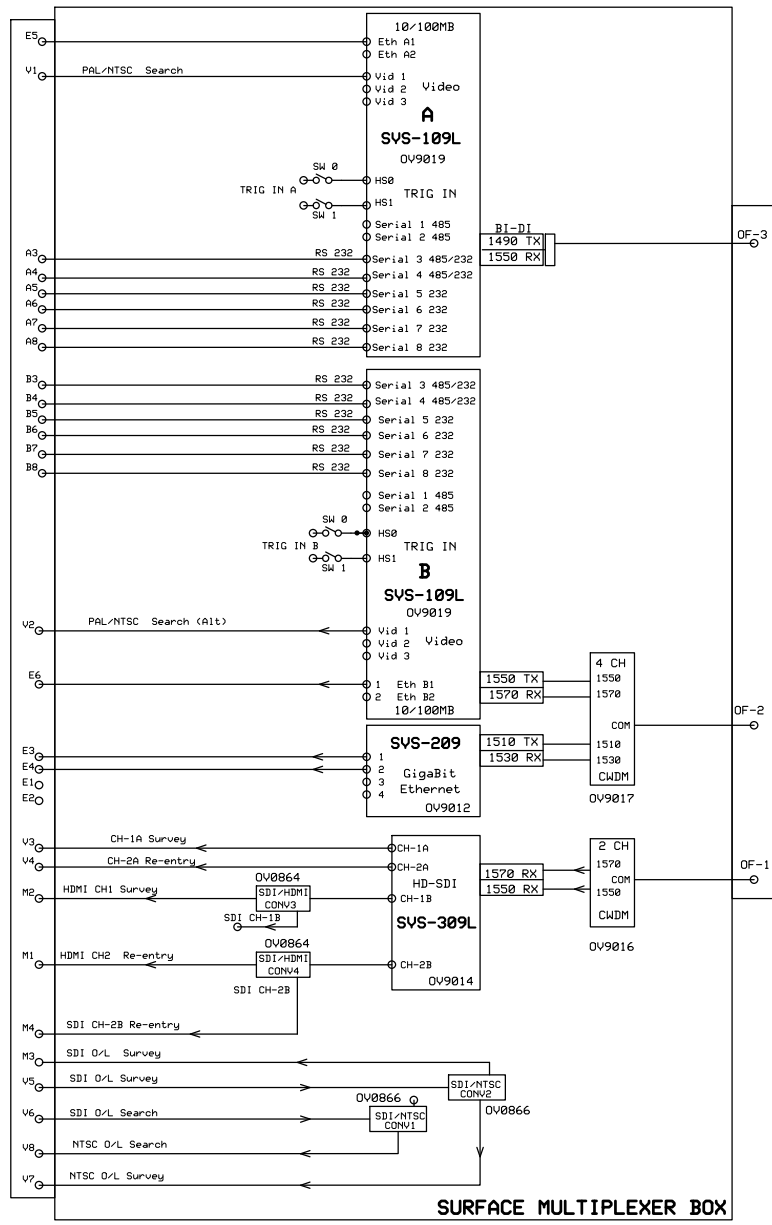 10/100MB
E5 Eth A1
Eth A2
V1 PAL/NTSC Search Vid 1
Vid 2 Video
Vid 3
A
SVS-109L
OV9019
SW 0
HS0
TRIG IN A TRIG IN
HS1
SW 1
Serial 1 485 BI-DI
Serial 2 485 1490 TX OF-3
A3 RS 232 Serial 3 485/232 1550 RX
A4 RS 232 Serial 4 485/232
A5 RS 232 Serial 5 232
A6 RS 232 Serial 6 232
A7 RS 232 Serial 7 232
A8 RS 232 Serial 8 232
B3 RS 232 Serial 3 485/232
B4 RS 232 Serial 4 485/232
B5 RS 232 Serial 5 232
B6 RS 232 Serial 6 232
B7 RS 232 Serial 7 232
B8 RS 232 Serial 8 232
Serial 1 485
Serial 2 485
SW 0
HS0
TRIG IN B TRIG IN
HS1
SW 1
B
SVS-109L
OV9019
V2 PAL/NTSC Search (Alt) Vid 1
Vid 2 Video
Vid 3
4 CH
E6 1 Eth B1 1550 TX 1550
2 Eth B2 1570 RX 1570
10/100MB
COM OF-2
SVS-209 1510 TX 1510
E3 1 1530 RX 1530
E4 2 GigaBit CWDM
E1 3 Ethernet
E2 4 OV9012 OV9017
V3 CH-1A Survey CH-1A 2 CH
V4 CH-2A Re-entry CH-2A 1570 RX 1570
HD-SDI COM OF-1
OV0864 1550 RX 1550
M2 HDMI CH1 Survey SDI/HDMI CONV3 CH-1B CWDM
SDI CH-1B SVS-309L
OV0864 OV9016
M1 HDMI CH2 Re-entry SDI/HDMI CONV4 CH-2B
OV9014
SDI CH-2B
M4 SDI CH-2B Re-entry
M3 SDI O/L Survey
V5 SDI O/L Survey SDI/NTSC CONV2
OV0866 OV0866
V6 SDI O/L Search SDI/NTSC CONV1
V8 NTSC O/L Search
V7 NTSC O/L Survey
SURFACE MULTIPLEXER BOX